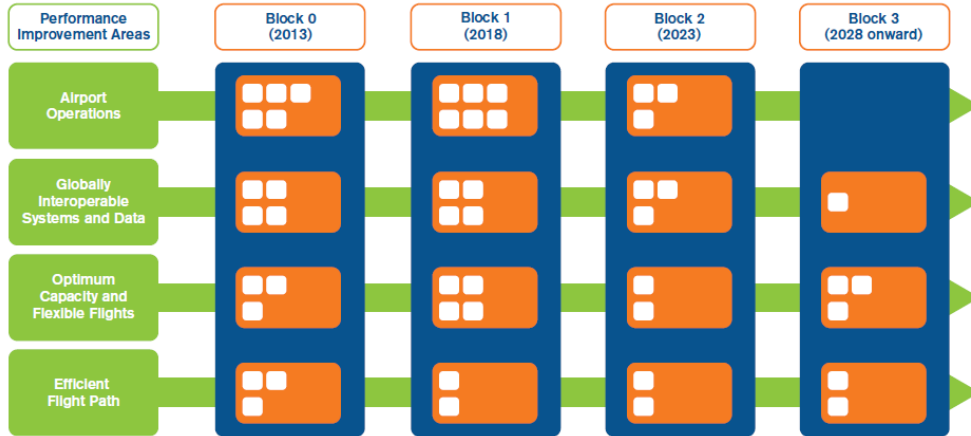 Performance
Improvement Areas
Block 0
(2013)
Block 1
(2018)
Block 2
(2023)
Block 3
(2028 onward)
Airport
Operations
Globally
Interoperable
Systems and Data
Optimum
Capacity and
Flexible Flights
Efficient
Flight Path